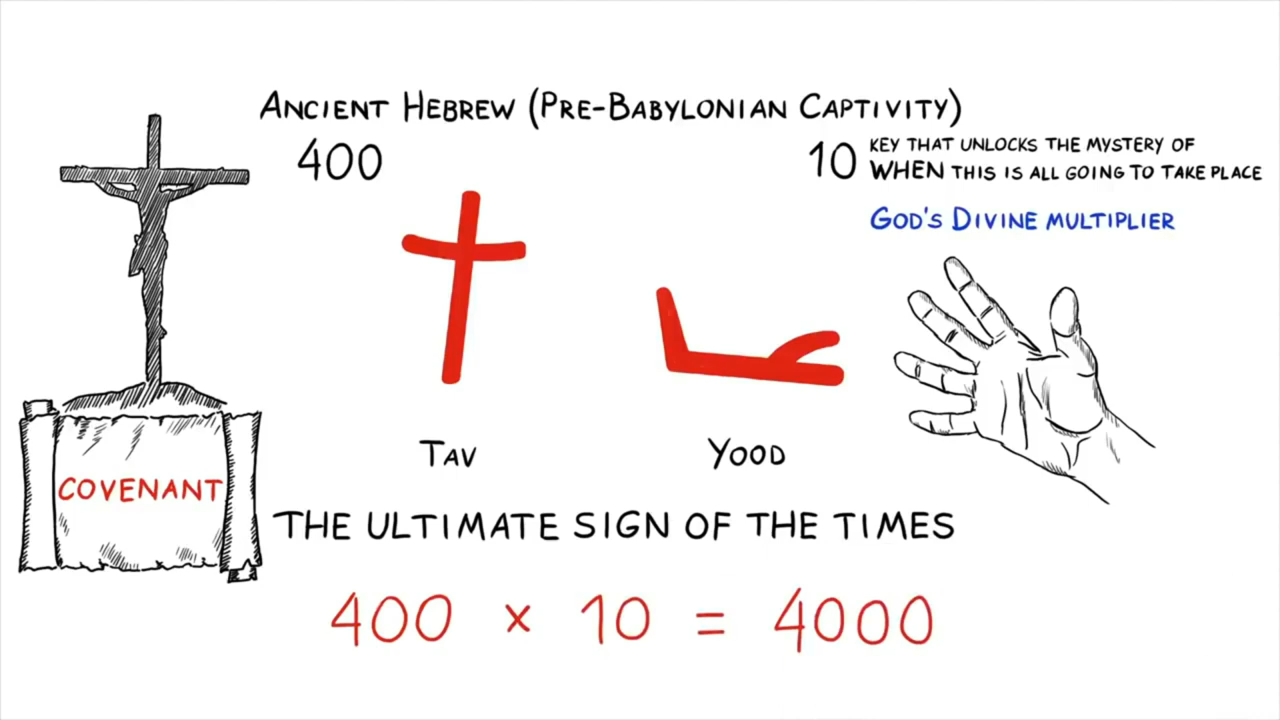 ANCIENT HEBREW (PRE-BABYLONIAN CAPTIVITY)
400
10 KEY THAT UNLOCKS THE MYSTERY OF
WHEN THIS IS ALL GOING TO TAKE PLACE
GOD'S DIVINE MULTIPLIER
TAV
YOOD
COVENANT
THE ULTIMATE SIGN OF THE TIMES
400 × 10 = 4000